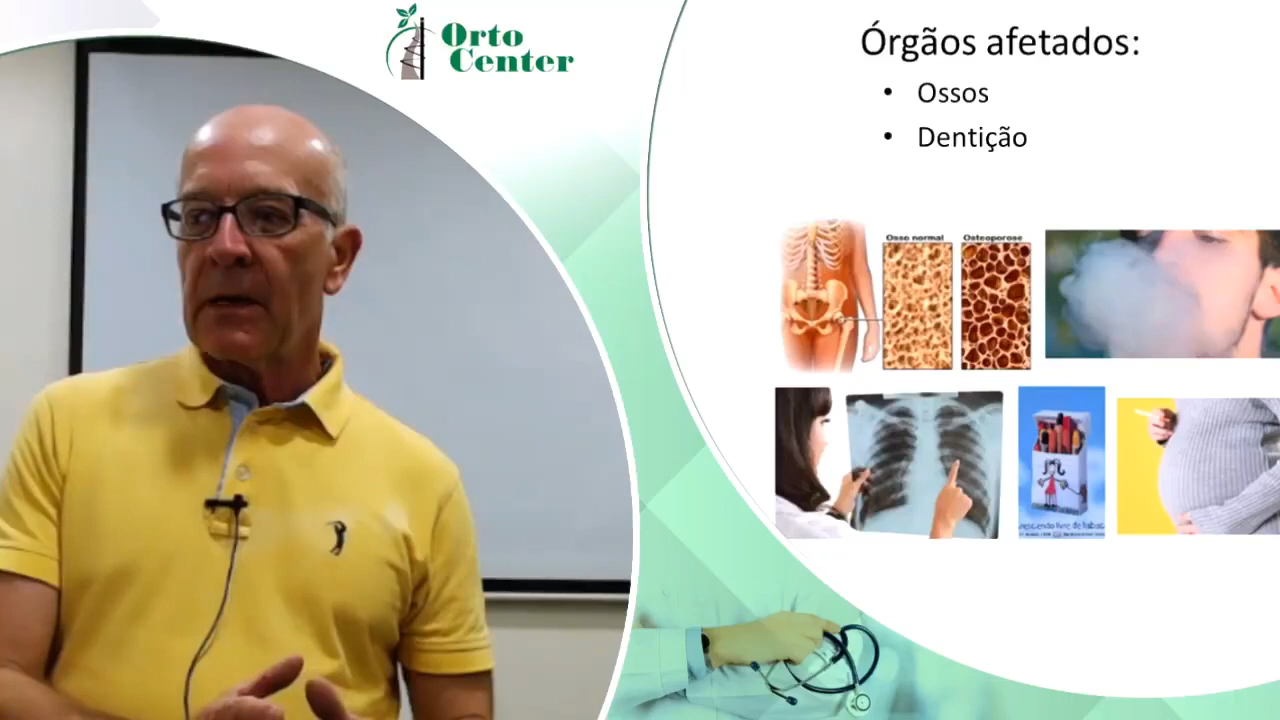 Orto
Center
Órgãos afetados:
• Ossos
• Dentição
Osso normal
Osteoporose